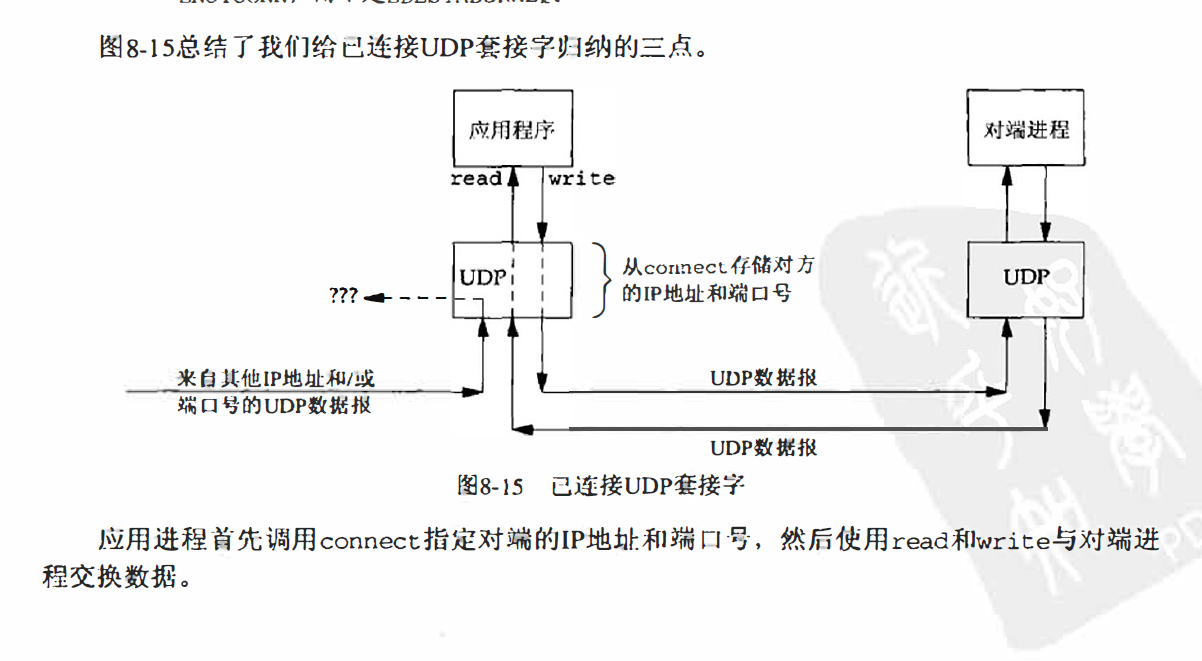 图8-15总结了我们给已连接UDP套接字归纳的三点。
应用程序
对端进程
read
write
UDP
从connect存储对方
的IP地址和端口号
UDP
???
来自其他IP地址和/或
端口号的UDP数据报
UDP数据报
UDP数据报
图8-15 已连接UDP套接字
应用进程首先调用connect指定对端的IP地址和端口号，然后使用read和write与对端进
程交换数据。